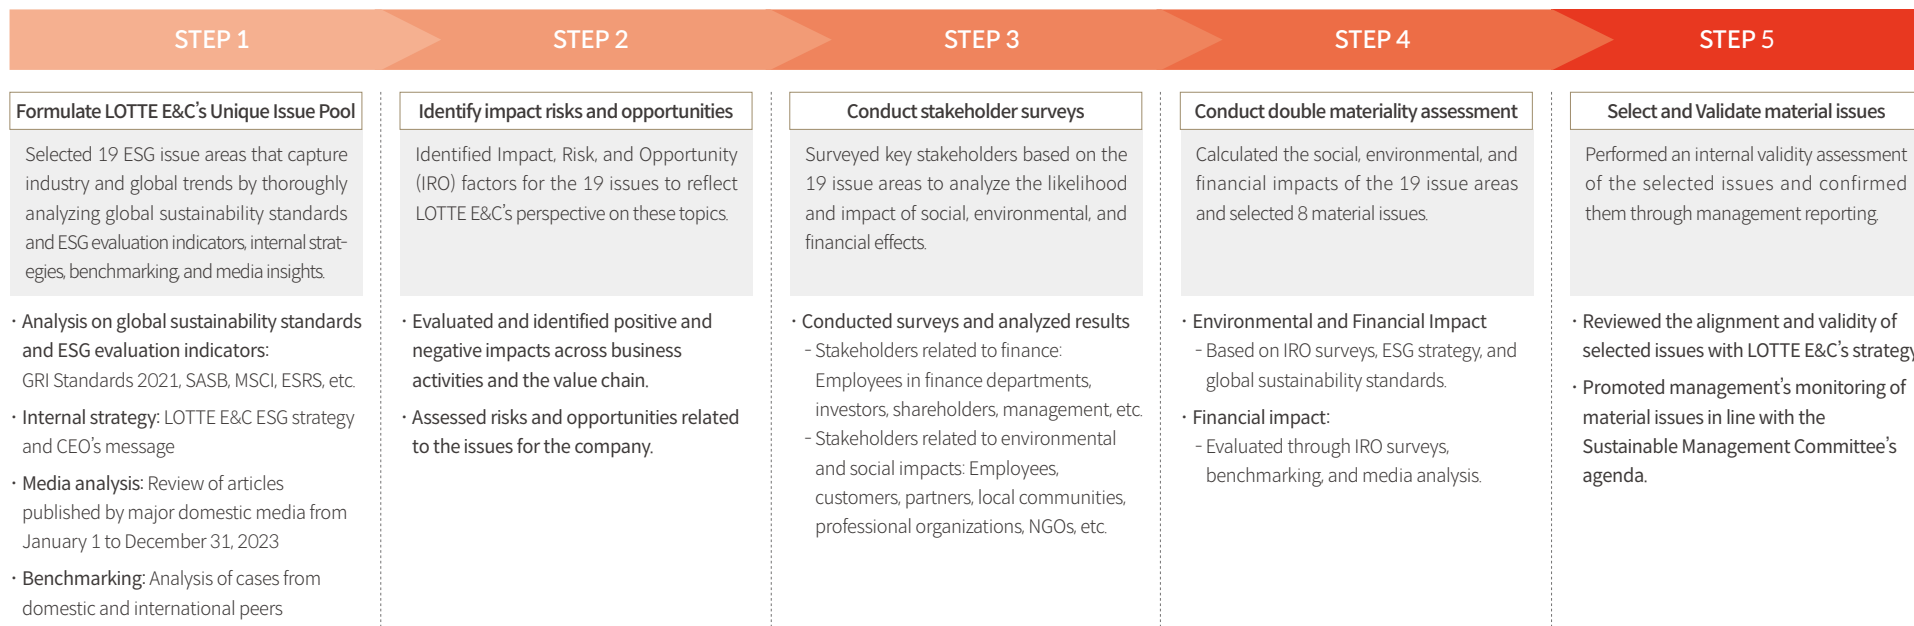 STEP 1
STEP 2
STEP 3
STEP 4
STEP 5
Formulate LOTTE E&C's Unique Issue Pool
Selected 19 ESG issue areas that capture
industry and global trends by thoroughly
analyzing global sustainability standards
and ESG evaluation indicators, internal strat-
egies, benchmarking, and media insights.
· Analysis on global sustainability standards
and ESG evaluation indicators:
GRI Standards 2021, SASB, MSCI, ESRS, etc.
· Internal strategy: LOTTE E&C ESG strategy
and CEO's message
· Media analysis: Review of articles
published by major domestic media from
January 1 to December 31, 2023
· Benchmarking: Analysis of cases from
domestic and international peers
Identify impact risks and opportunities
Identified Impact, Risk, and Opportunity
(IRO) factors for the 19 issues to reflect
LOTTE E&C's perspective on these topics.
· Evaluated and identified positive and
negative impacts across business
activities and the value chain.
· Assessed risks and opportunities related
to the issues for the company.
Conduct stakeholder surveys
Surveyed key stakeholders based on the
19 issue areas to analyze the likelihood
and impact of social, environmental, and
financial effects.
· Conducted surveys and analyzed results
- Stakeholders related to finance:
Employees in finance departments,
investors, shareholders, management, etc.
- Stakeholders related to environmental
and social impacts: Employees,
customers, partners, local communities,
professional organizations, NGOs, etc.
Conduct double materiality assessment
Calculated the social, environmental, and
financial impacts of the 19 issue areas
and selected 8 material issues.
· Environmental and Financial Impact
- Based on IRO surveys, ESG strategy, and
global sustainability standards.
· Financial impact:
- Evaluated through IRO surveys,
benchmarking, and media analysis.
Select and Validate material issues
Performed an internal validity assessment
of the selected issues and confirmed
them through management reporting.
· Reviewed the alignment and validity of
selected issues with LOTTE E&C's strategy
· Promoted management's monitoring of
material issues in line with the
Sustainable Management Committee's
agenda.